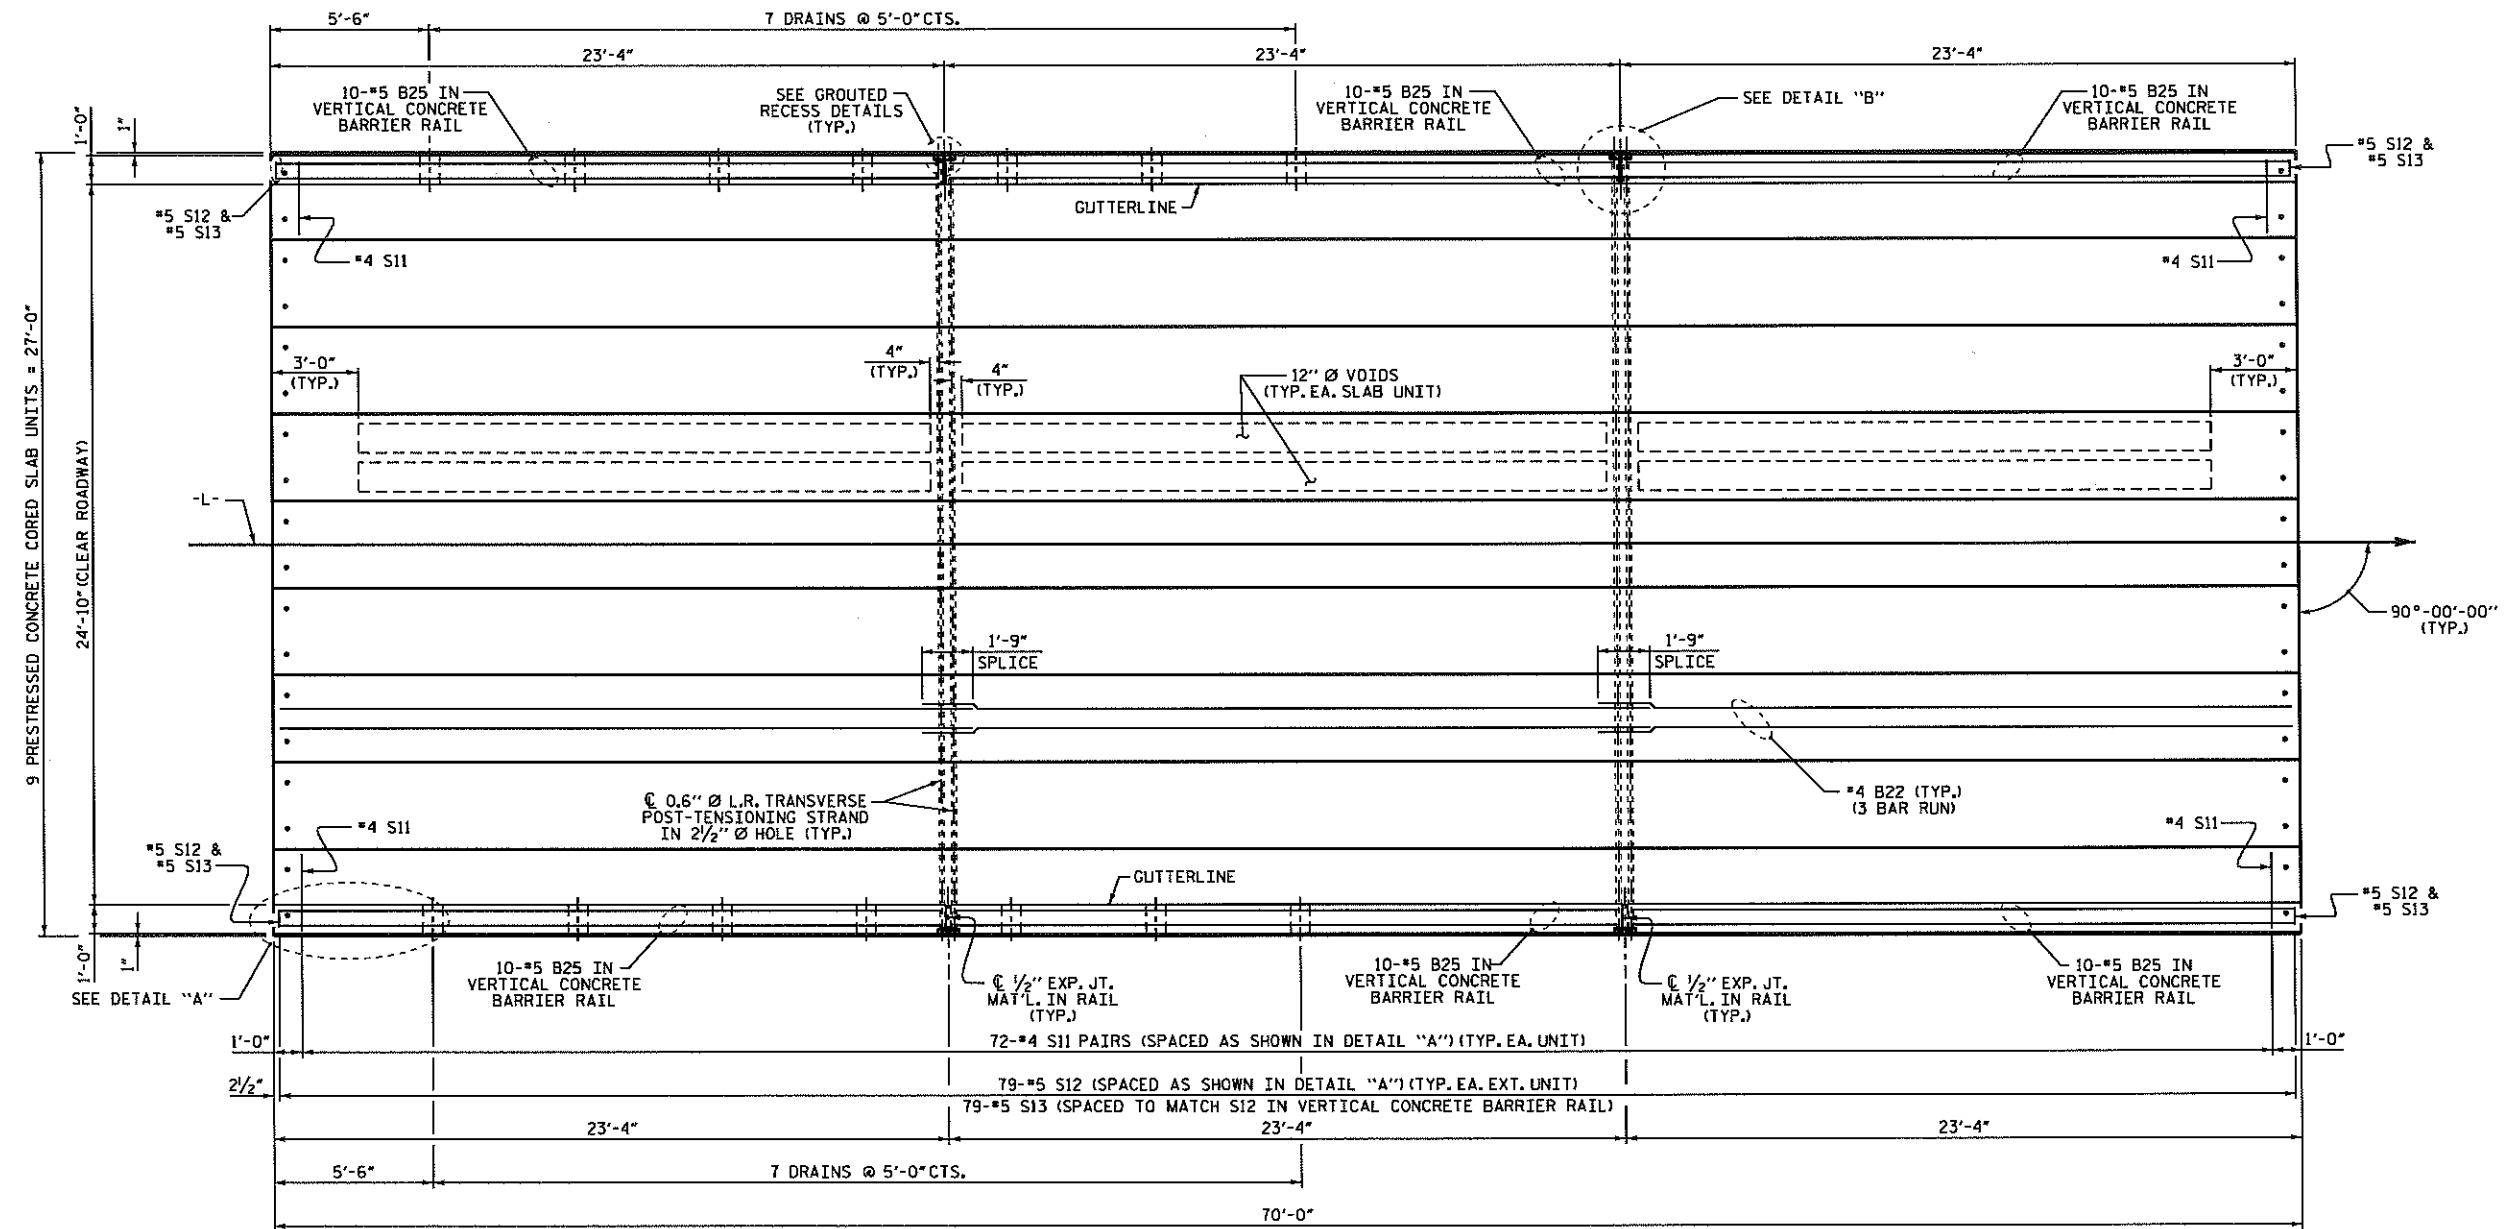 5'-6"
7 DRAINS @ 5'-0" CTS.
23'-4"
23'-4"
23'-4"
10-#5 B25 IN
VERTICAL CONCRETE
BARRIER RAIL
SEE GROUTED
RECESS DETAILS
(TYP.)
10-#5 B25 IN
VERTICAL CONCRETE
BARRIER RAIL
SEE DETAIL "B"
10-#5 B25 IN
VERTICAL CONCRETE
BARRIER RAIL
1'-0"
1"
#5 S12 &
#5 S13
#5 S12 &
#5 S13
GUTTERLINE
#4 S11
#4 S11
9 PRESTRESSED CONCRETE CORED SLAB UNITS = 27'-0"
24'-10" (CLEAR ROADWAY)
3'-0"
(TYP.)
4"
(TYP.)
4"
(TYP.)
12" Ø VOIDS
(TYP. EA. SLAB UNIT)
3'-0"
(TYP.)
-L-
90°-00'-00"
(TYP.)
1'-9"
SPLICE
1'-9"
SPLICE
℄ 0.6" Ø L.R. TRANSVERSE
POST-TENSIONING STRAND
IN 2 1/2" Ø HOLE (TYP.)
#4 B22 (TYP.)
(3 BAR RUN)
#4 S11
#4 S11
#5 S12 &
#5 S13
GUTTERLINE
#5 S12 &
#5 S13
1'-0"
1"
SEE DETAIL "A"
10-#5 B25 IN
VERTICAL CONCRETE
BARRIER RAIL
℄ 1/2" EXP. JT.
MAT'L. IN RAIL
(TYP.)
10-#5 B25 IN
VERTICAL CONCRETE
BARRIER RAIL
℄ 1/2" EXP. JT.
MAT'L. IN RAIL
(TYP.)
10-#5 B25 IN
VERTICAL CONCRETE
BARRIER RAIL
1'-0"
72-#4 S11 PAIRS (SPACED AS SHOWN IN DETAIL "A") (TYP. EA. UNIT)
1'-0"
2 1/2"
79-#5 S12 (SPACED AS SHOWN IN DETAIL "A") (TYP. EA. EXT. UNIT)
79-#5 S13 (SPACED TO MATCH S12 IN VERTICAL CONCRETE BARRIER RAIL)
23'-4"
23'-4"
23'-4"
5'-6"
7 DRAINS @ 5'-0" CTS.
70'-0"